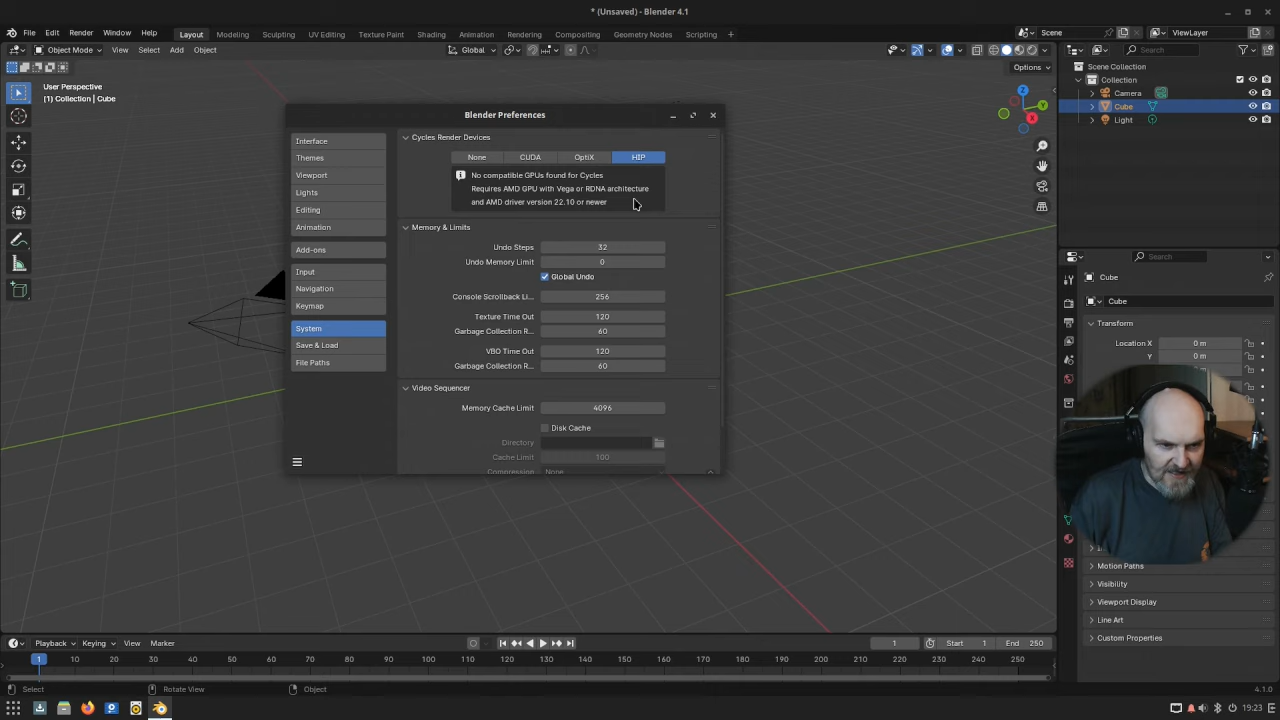 * (Unsaved) - Blender 4.1
File Edit Render Window Help
Layout Modeling Sculpting UV Editing Texture Paint Shading Animation Rendering Compositing Geometry Nodes Scripting +
Scene
ViewLayer
Object Mode View Select Add Object
Global
Search
Options
User Perspective
(1) Collection | Cube
Z
Y
X
Scene Collection
Collection
Camera
Cube
Light
Blender Preferences
Interface
Themes
Viewport
Lights
Editing
Animation
Add-ons
Input
Navigation
Keymap
System
Save & Load
File Paths
Cycles Render Devices
None CUDA OptiX HIP
No compatible GPUs found for Cycles
Requires AMD GPU with Vega or RDNA architecture
and AMD driver version 22.10 or newer
Memory & Limits
Undo Steps 32
Undo Memory Limit 0
Global Undo
Console Scrollback Li... 256
Texture Time Out 120
Garbage Collection R... 60
VBO Time Out 120
Garbage Collection R... 60
Video Sequencer
Memory Cache Limit 4096
Disk Cache
Directory
Cache Limit 100
Compression None
Search
Cube
Cube
Transform
Location X 0 m
Y 0 m
Motion Paths
Visibility
Viewport Display
Line Art
Custom Properties
Playback Keying View Marker
1
Start 1
End 250
1 10 20 30 40 50 60 70 80 90 100 110 120 130 140 150 160 170 180 190 200 210 220 230 240 250
Select Rotate View Object
4.1.0
19:23